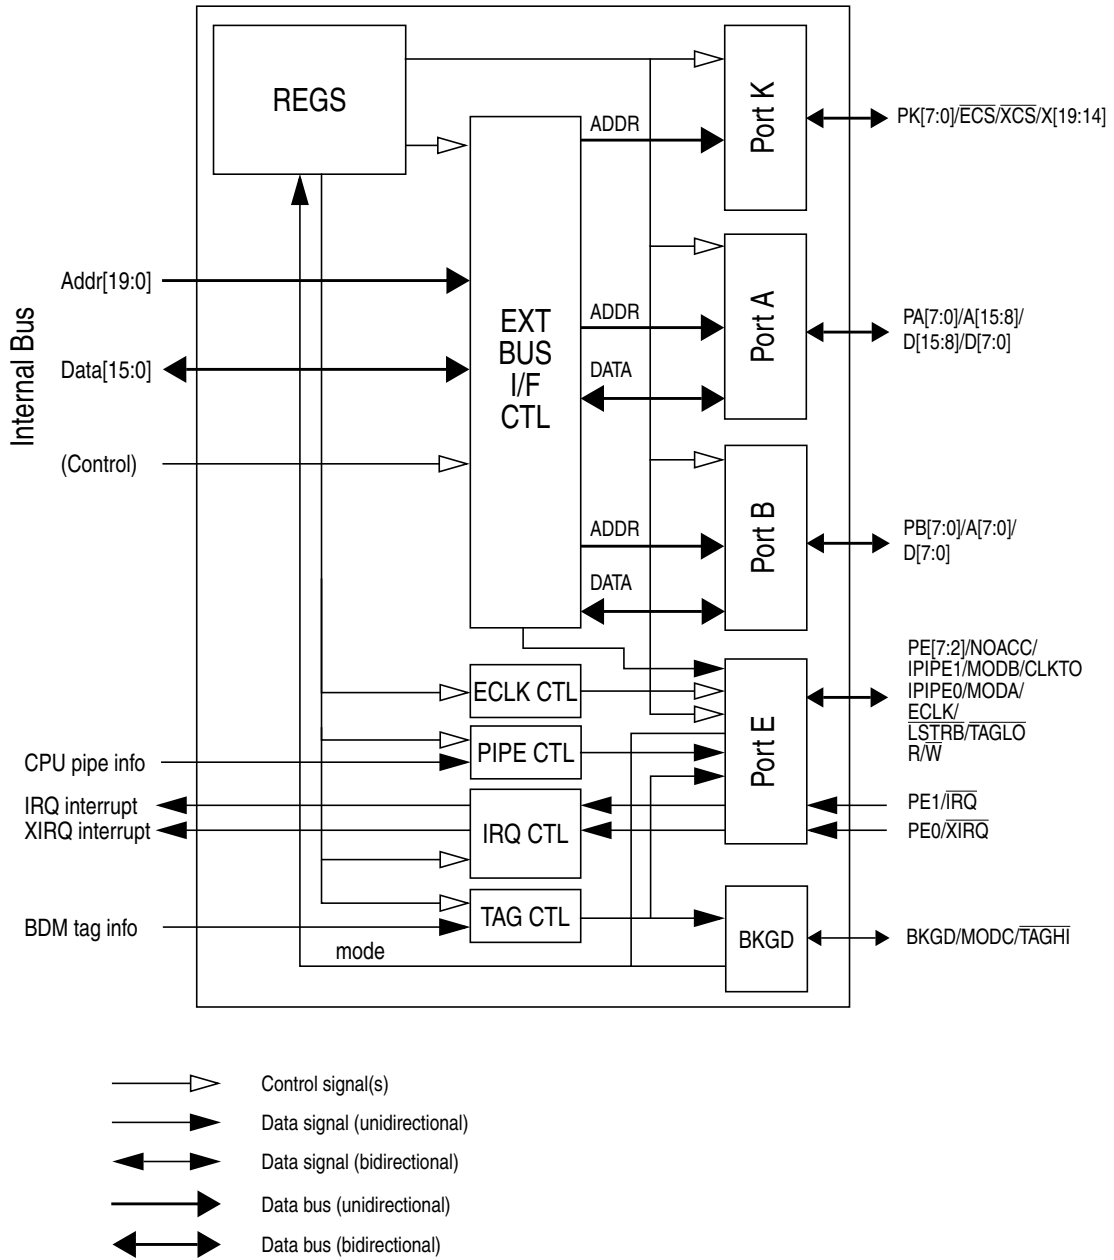 REGS
ADDR
Port K
PK[7:0]/ECS/XCS/X[19:14]
Internal Bus
Addr[19:0]
Data[15:0]
(Control)
EXT
BUS
I/F
CTL
ADDR
DATA
Port A
PA[7:0]/A[15:8]/
D[15:8]/D[7:0]
ADDR
DATA
Port B
PB[7:0]/A[7:0]/
D[7:0]
ECLK CTL
PIPE CTL
IRQ CTL
TAG CTL
Port E
PE[7:2]/NOACC/
IPIPE1/MODB/CLKTO
IPIPE0/MODA/
ECLK/
LSTRB/TAGLO
R/W
CPU pipe info
IRQ interrupt
XIRQ interrupt
PE1/IRQ
PE0/XIRQ
BDM tag info
mode
BKGD
BKGD/MODC/TAGHI
Control signal(s)
Data signal (unidirectional)
Data signal (bidirectional)
Data bus (unidirectional)
Data bus (bidirectional)